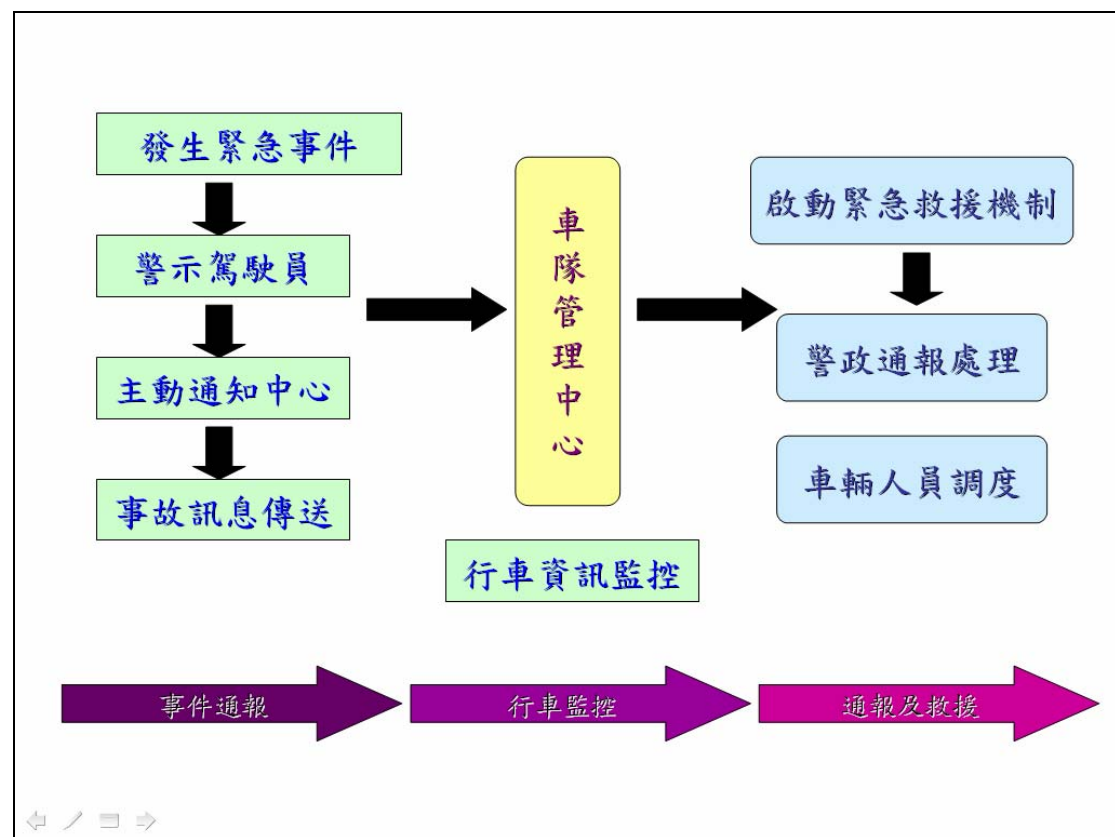 發生緊急事件
警示駕駛員
主動通知中心
事故訊息傳送
車隊管理中心
行車資訊監控
啟動緊急救援機制
警政通報處理
車輛人員調度
事件通報
行車監控
通報及救援